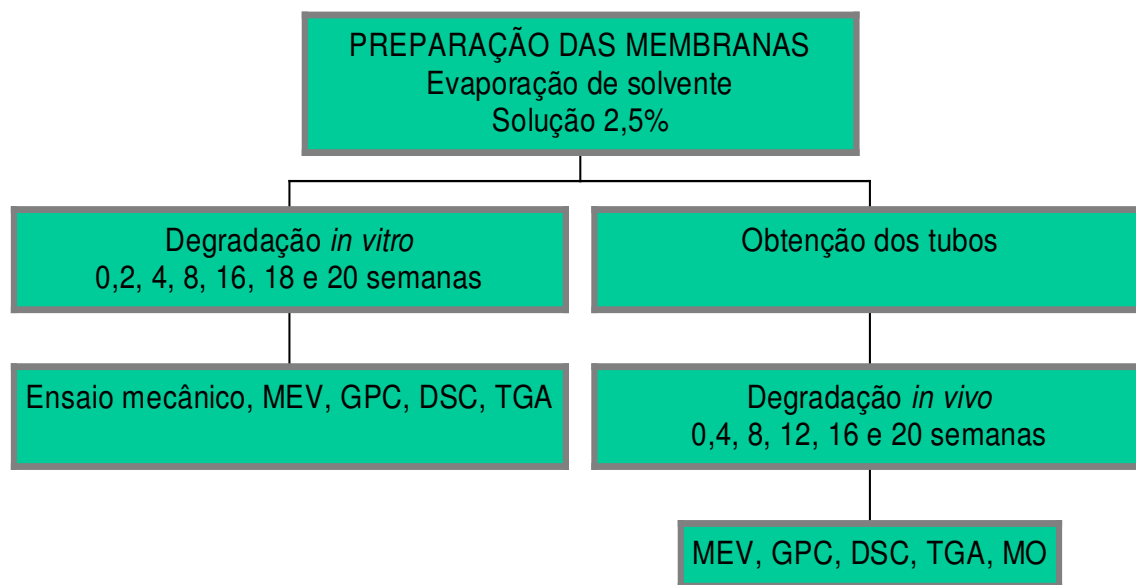 PREPARAÇÃO DAS MEMBRANAS
Evaporação de solvente
Solução 2,5%
Degradação in vitro
0,2, 4, 8, 16, 18 e 20 semanas
Obtenção dos tubos
Ensaio mecânico, MEV, GPC, DSC, TGA
Degradação in vivo
0,4, 8, 12, 16 e 20 semanas
MEV, GPC, DSC, TGA, MO